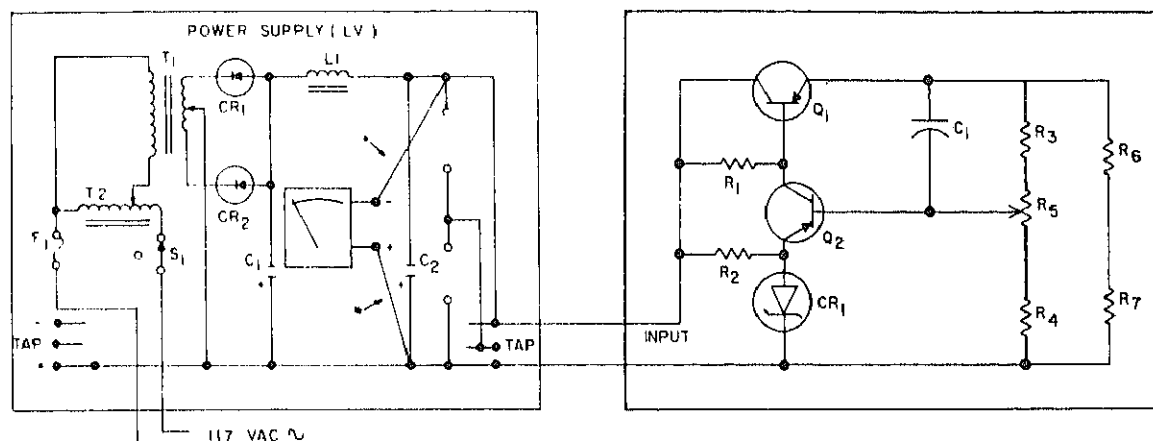 POWER SUPPLY (LV)
T1
L1
CR1
CR2
T2
F1
S1
C1
+
C2
+
-
+
-
TAP
+
TAP
117 VAC ∿
INPUT
Q1
C1
R3
R6
R1
R5
Q2
R2
CR1
R4
R7